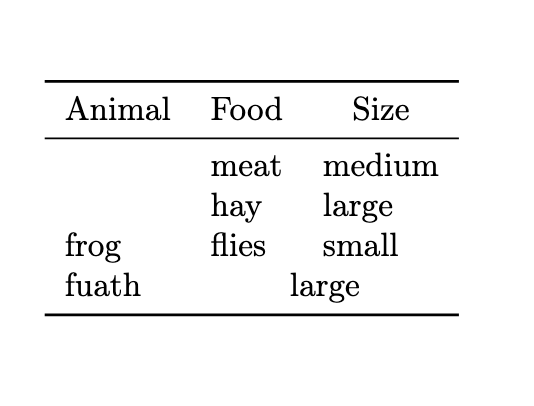 Animal Food Size
meat medium
hay large
frog flies small
fuath large